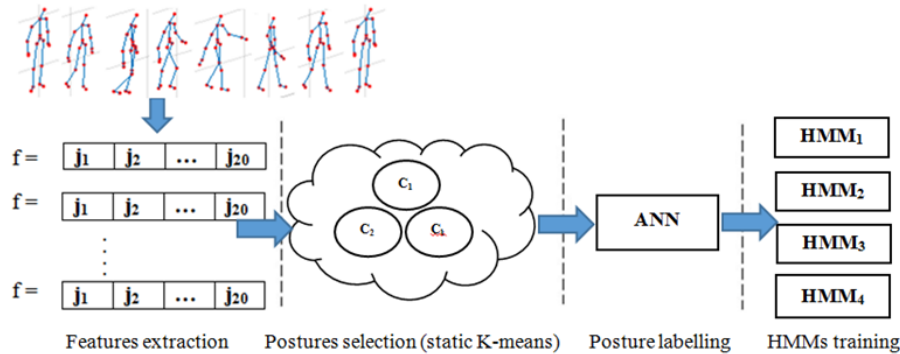 f = j1 j2 ... j20
f = j1 j2 ... j20
f = j1 j2 ... j20
Features extraction
C1
C2
Ck
Postures selection (static K-means)
ANN
Posture labelling
HMM1
HMM2
HMM3
HMM4
HMMs training